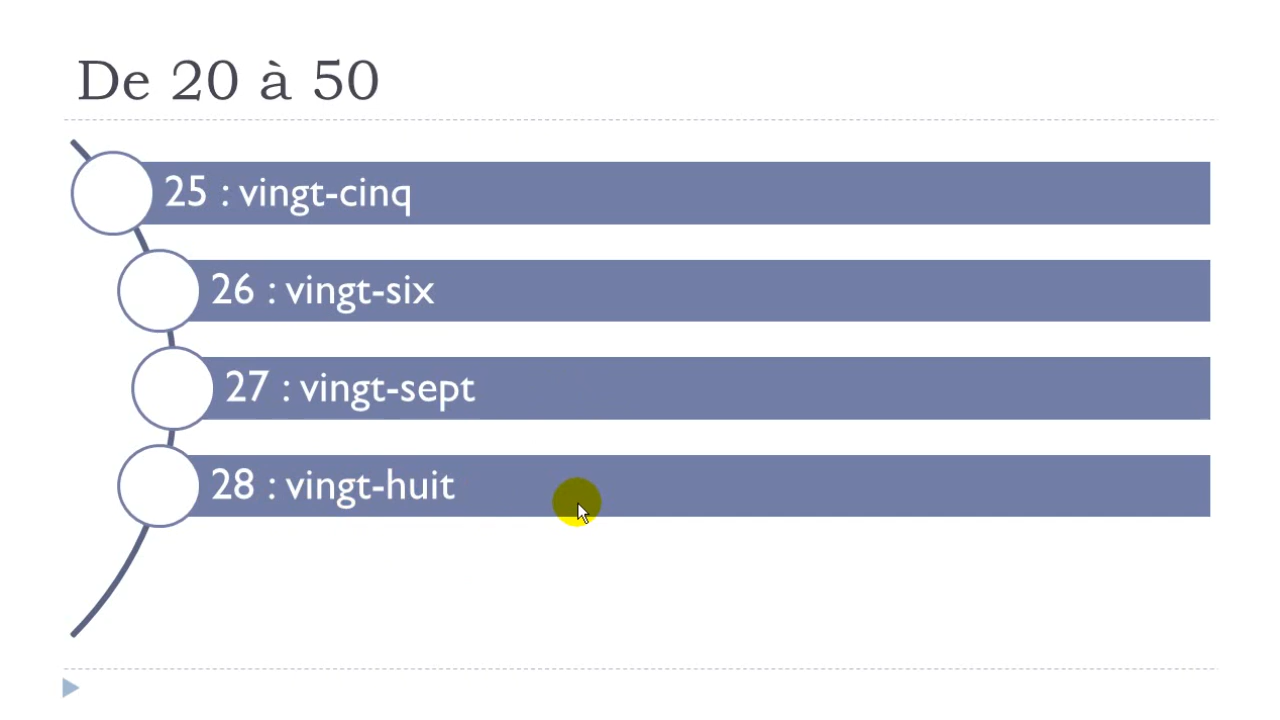 De 20 à 50
25 : vingt-cinq
26 : vingt-six
27 : vingt-sept
28 : vingt-huit